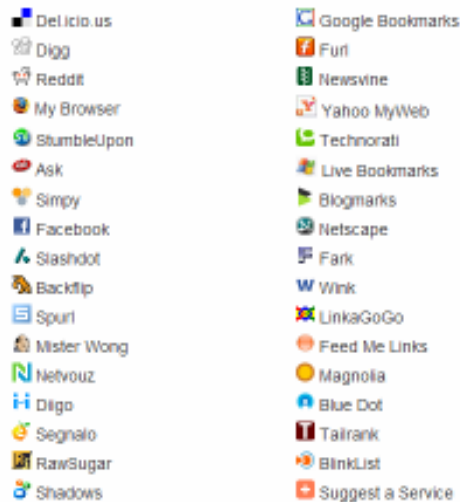 Del.icio.us
Digg
Reddit
My Browser
StumbleUpon
Ask
Simpy
Facebook
Slashdot
Backflip
Spurl
Mister Wong
Netvouz
Diigo
Segnalo
RawSugar
Shadows
Google Bookmarks
Furl
Newsvine
Yahoo MyWeb
Technorati
Live Bookmarks
Blogmarks
Netscape
Fark
Wink
LinkaGoGo
Feed Me Links
Magnolia
Blue Dot
Tailrank
BlinkList
Suggest a Service